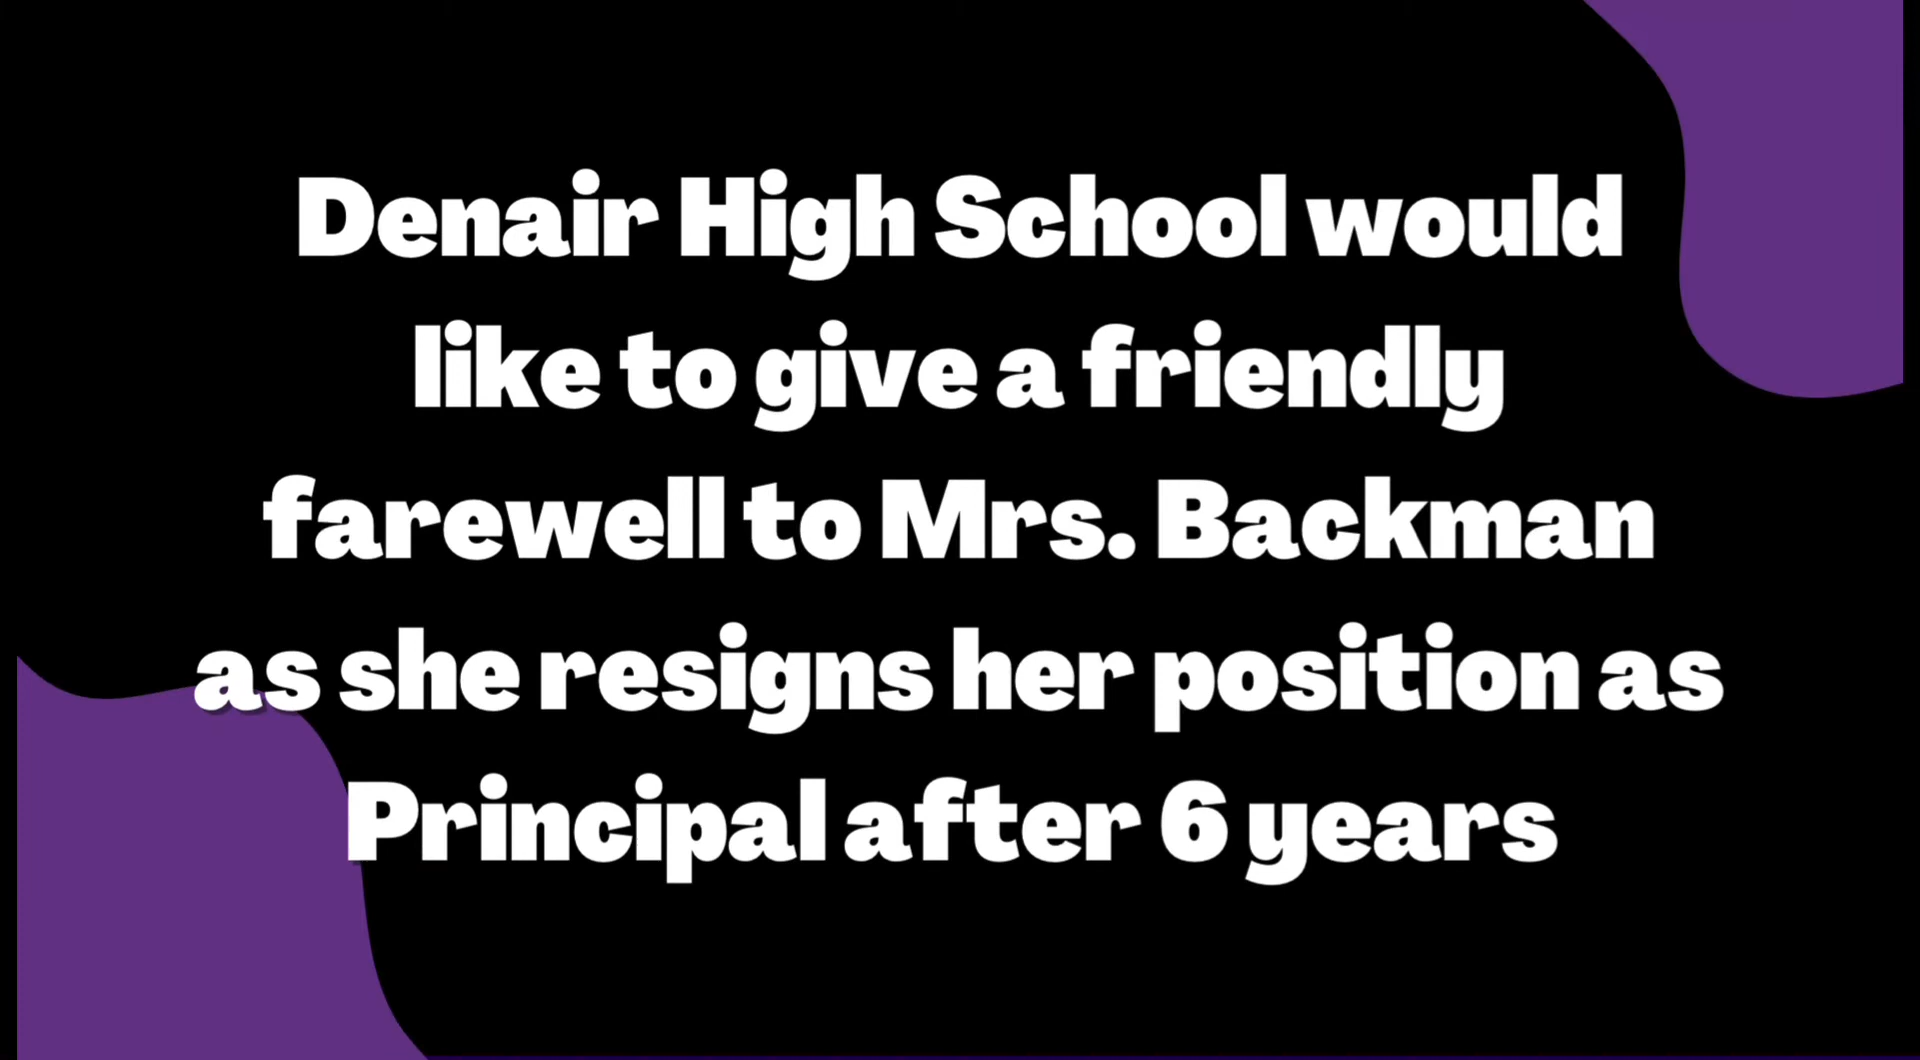 Denair High School would
like to give a friendly
farewell to Mrs. Backman
as she resigns her position as
Principal after 6 years